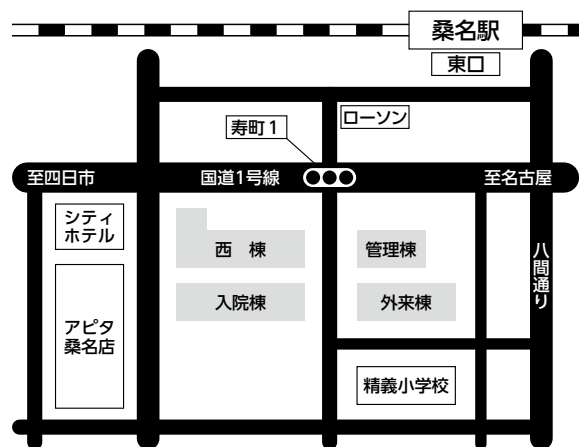 桑名駅
東口
寿町1
ローソン
至四日市
国道1号線
至名古屋
シティ
ホテル
西 棟
管理棟
八間通り
入院棟
外来棟
アピタ
桑名店
精義小学校